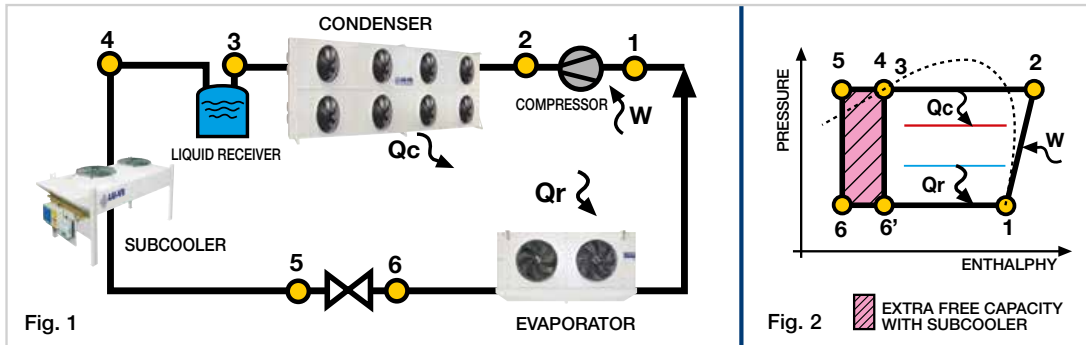 CONDENSER
4
3
2
1
COMPRESSOR
W
LIQUID RECEIVER
Qc
Qr
SUBCOOLER
5
6
EVAPORATOR
Fig. 1
PRESSURE
5
4
3
2
Qc
W
Qr
6
6’
1
ENTHALPHY
Fig. 2
EXTRA FREE CAPACITY
WITH SUBCOOLER